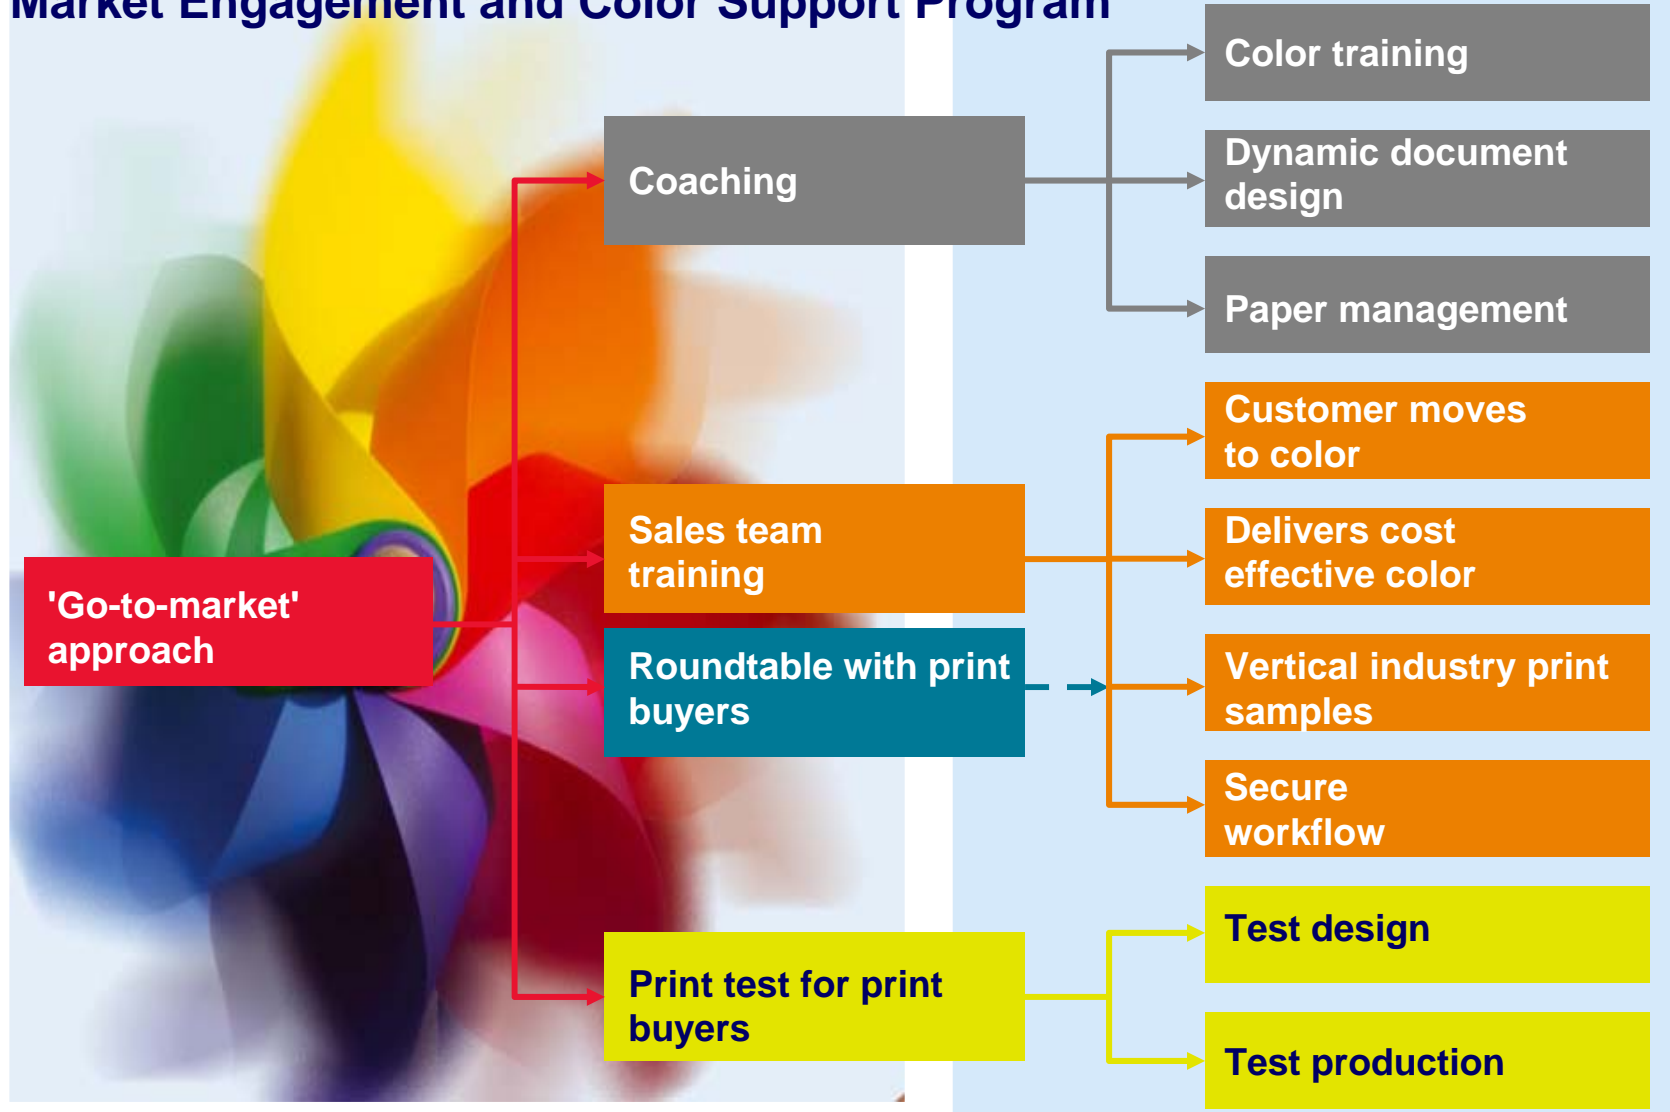 Market Engagement and Color Support Program
'Go-to-market'
approach
Coaching
Color training
Dynamic document
design
Paper management
Sales team
training
Roundtable with print
buyers
Customer moves
to color
Delivers cost
effective color
Vertical industry print
samples
Secure
workflow
Print test for print
buyers
Test design
Test production